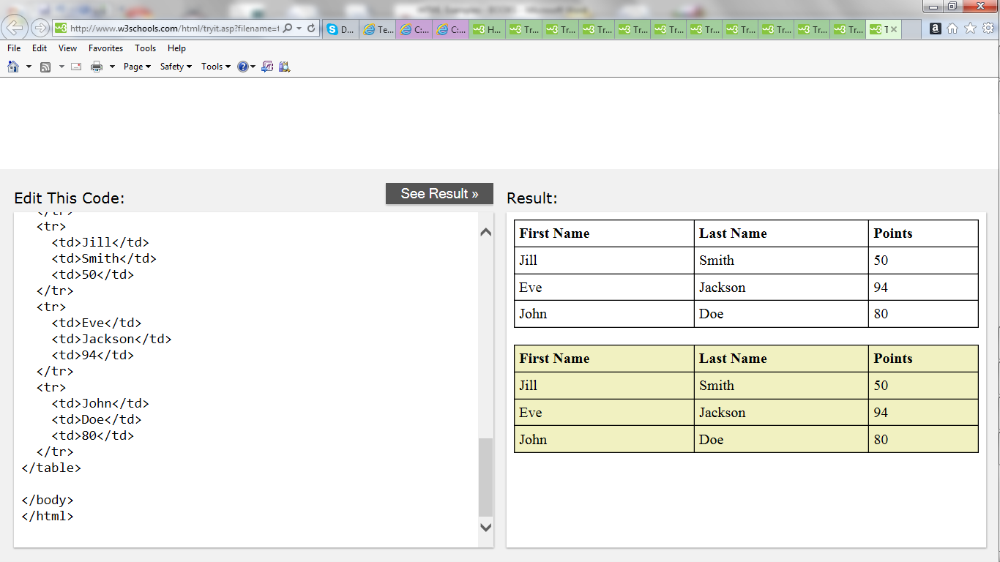 http://www.w3schools.com/html/tryit.asp?filename=t
D...
Te...
C:...
C:...
H...
Tr...
Tr...
Tr...
Tr...
Tr...
Tr...
Tr...
Tr...
Tr...
Tr...
T
File Edit View Favorites Tools Help
Page Safety Tools
Edit This Code:
See Result »
</tr>
<tr>
<td>Jill</td>
<td>Smith</td>
<td>50</td>
</tr>
<tr>
<td>Eve</td>
<td>Jackson</td>
<td>94</td>
</tr>
<tr>
<td>John</td>
<td>Doe</td>
<td>80</td>
</tr>
</table>
</body>
</html>
Result:
First Name Last Name Points
Jill Smith 50
Eve Jackson 94
John Doe 80
First Name Last Name Points
Jill Smith 50
Eve Jackson 94
John Doe 80